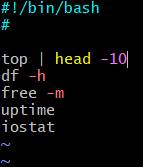 #!/bin/bash
#
top | head -10
df -h
free -m
uptime
iostat
~
~